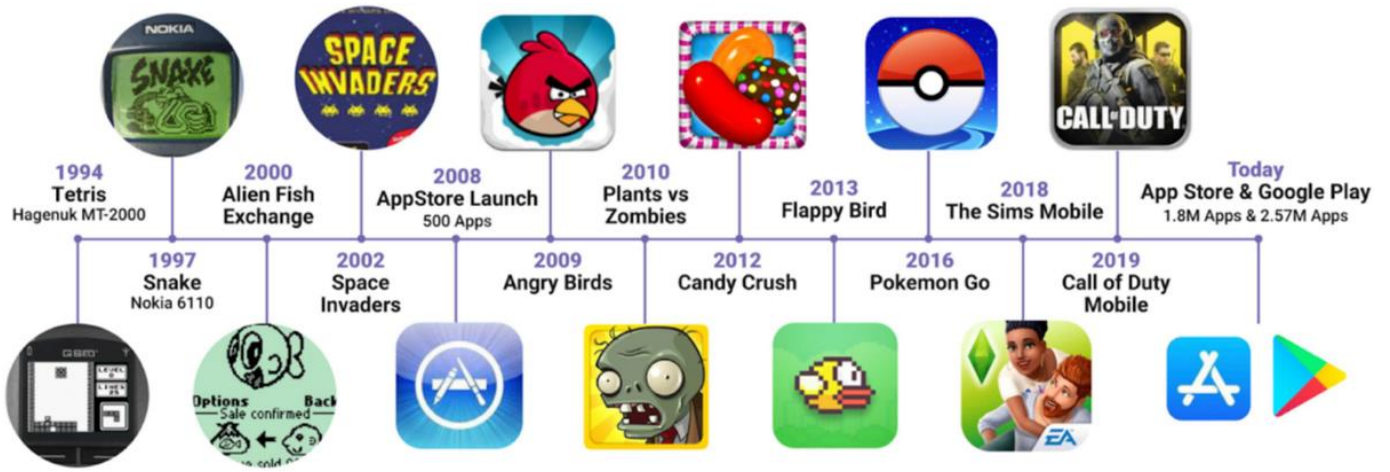 NOKIA
SNAKE
SPACE
INVADERS
CALL OF DUTY
1994
Tetris
Hagenuk MT-2000
2000
Alien Fish
Exchange
2008
AppStore Launch
500 Apps
2010
Plants vs
Zombies
2013
Flappy Bird
2018
The Sims Mobile
Today
App Store & Google Play
1.8M Apps & 2.57M Apps
1997
Snake
Nokia 6110
2002
Space
Invaders
2009
Angry Birds
2012
Candy Crush
2016
Pokemon Go
2019
Call of Duty
Mobile
LEVEL
0
LINES
25
Options Back
Sale confirmed
EA